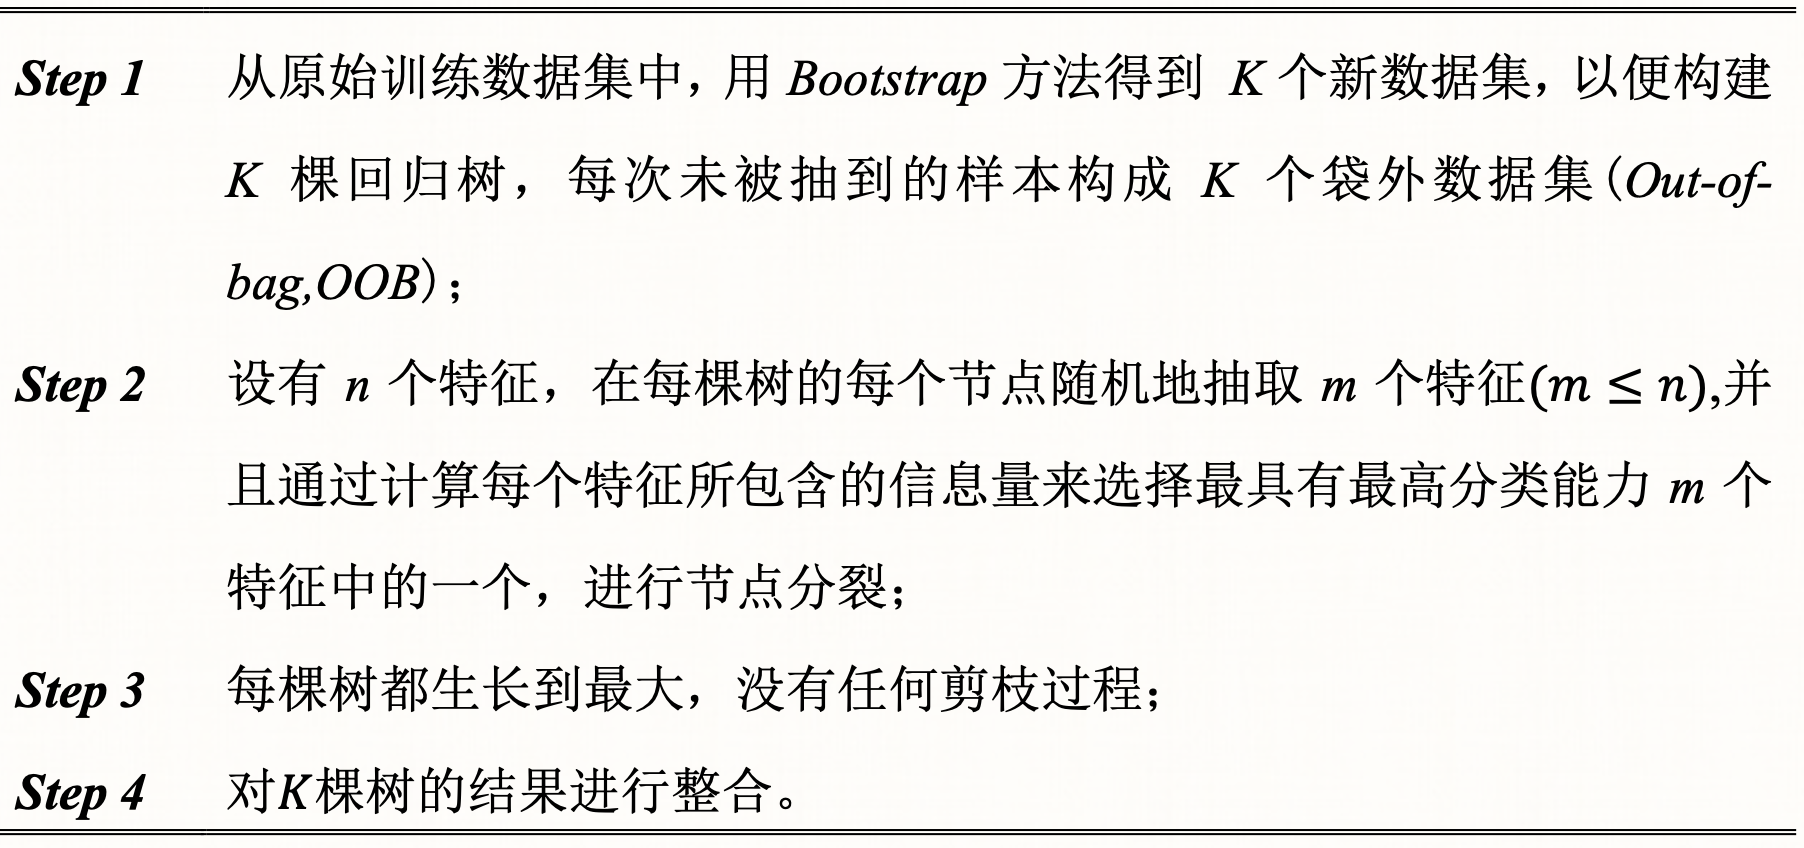 Step 1 从原始训练数据集中，用 Bootstrap 方法得到 K 个新数据集，以便构建
K 棵回归树，每次未被抽到的样本构成 K 个袋外数据集（Out-of-
bag,OOB）；
Step 2 设有 n 个特征，在每棵树的每个节点随机地抽取 m 个特征(m ≤ n),并
且通过计算每个特征所包含的信息量来选择最具有最高分类能力 m 个
特征中的一个，进行节点分裂；
Step 3 每棵树都生长到最大，没有任何剪枝过程；
Step 4 对K棵树的结果进行整合。